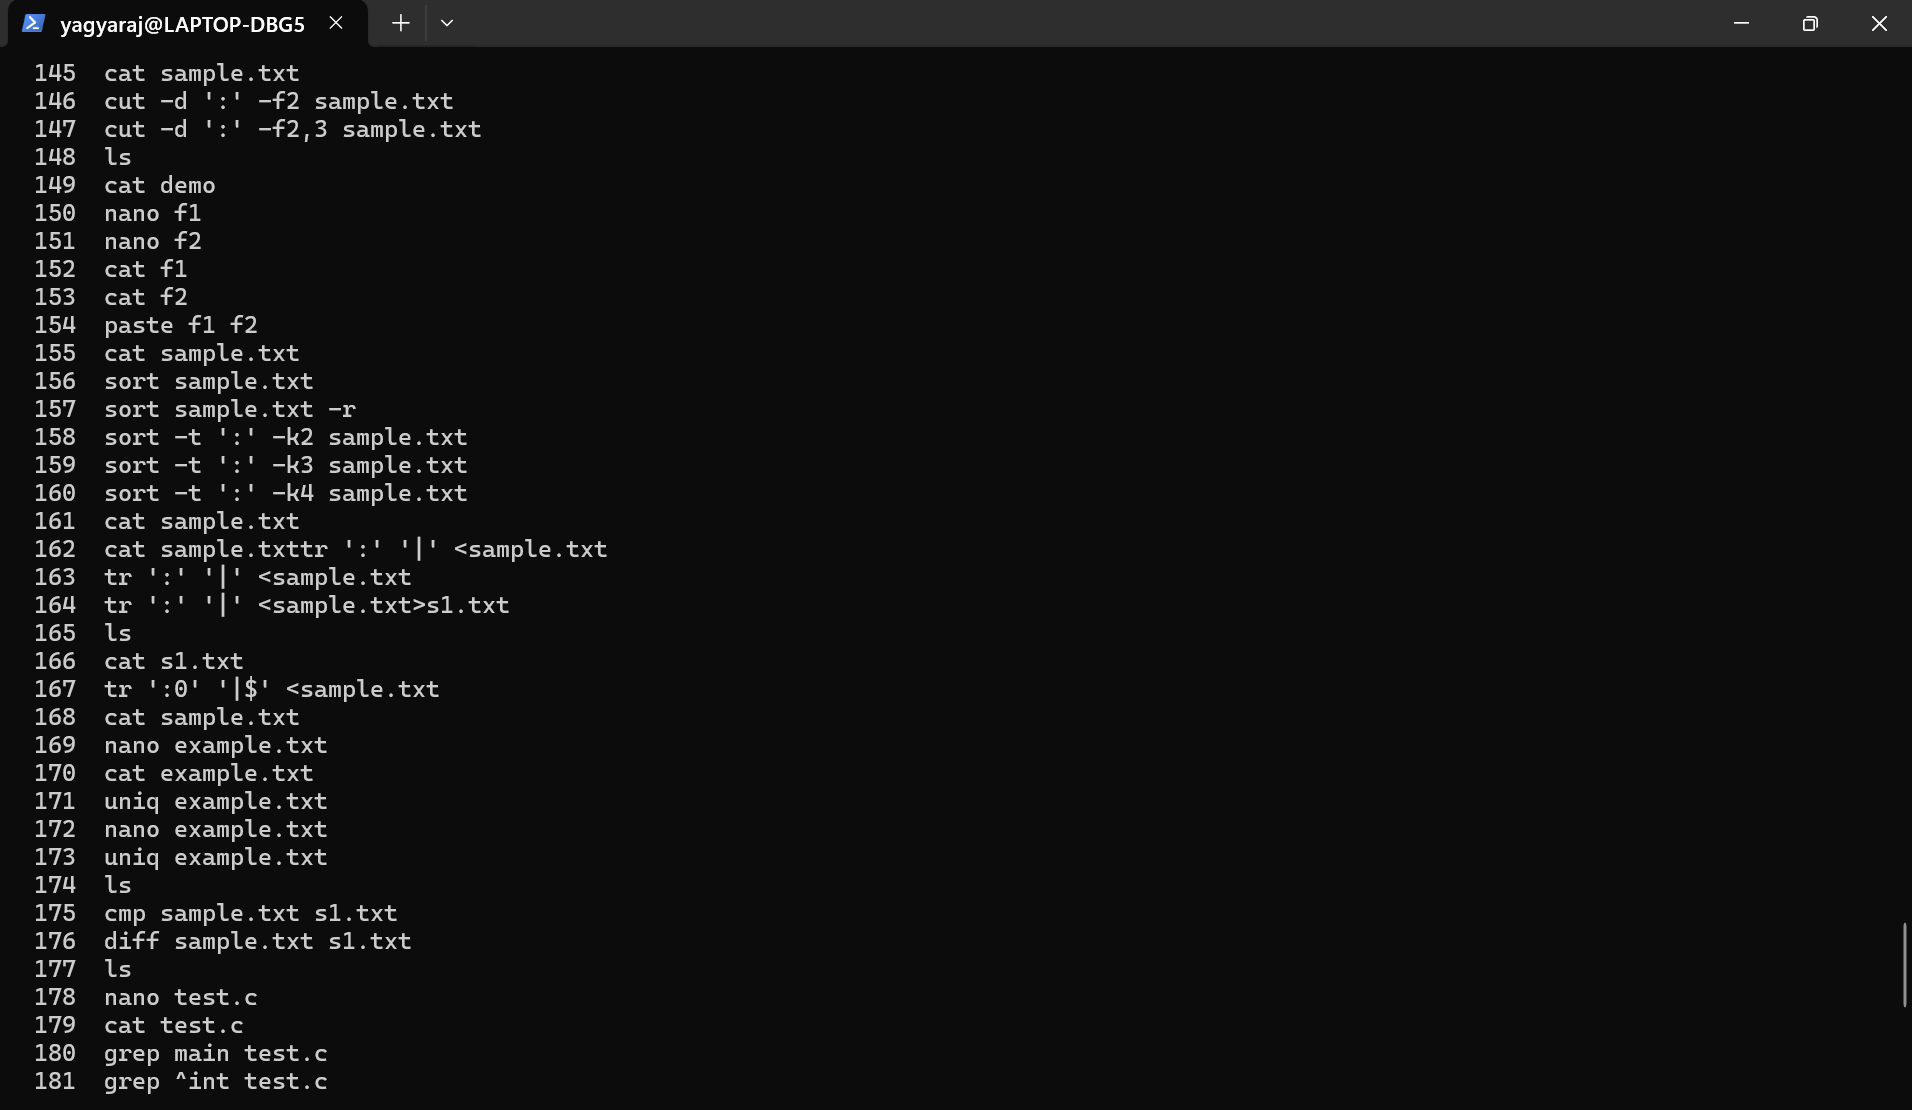 yagyaraj@LAPTOP-DBG5
145 cat sample.txt
146 cut -d ':' -f2 sample.txt
147 cut -d ':' -f2,3 sample.txt
148 ls
149 cat demo
150 nano f1
151 nano f2
152 cat f1
153 cat f2
154 paste f1 f2
155 cat sample.txt
156 sort sample.txt
157 sort sample.txt -r
158 sort -t ':' -k2 sample.txt
159 sort -t ':' -k3 sample.txt
160 sort -t ':' -k4 sample.txt
161 cat sample.txt
162 cat sample.txttr ':' '|' <sample.txt
163 tr ':' '|' <sample.txt
164 tr ':' '|' <sample.txt>s1.txt
165 ls
166 cat s1.txt
167 tr ':0' '|$' <sample.txt
168 cat sample.txt
169 nano example.txt
170 cat example.txt
171 uniq example.txt
172 nano example.txt
173 uniq example.txt
174 ls
175 cmp sample.txt s1.txt
176 diff sample.txt s1.txt
177 ls
178 nano test.c
179 cat test.c
180 grep main test.c
181 grep ^int test.c